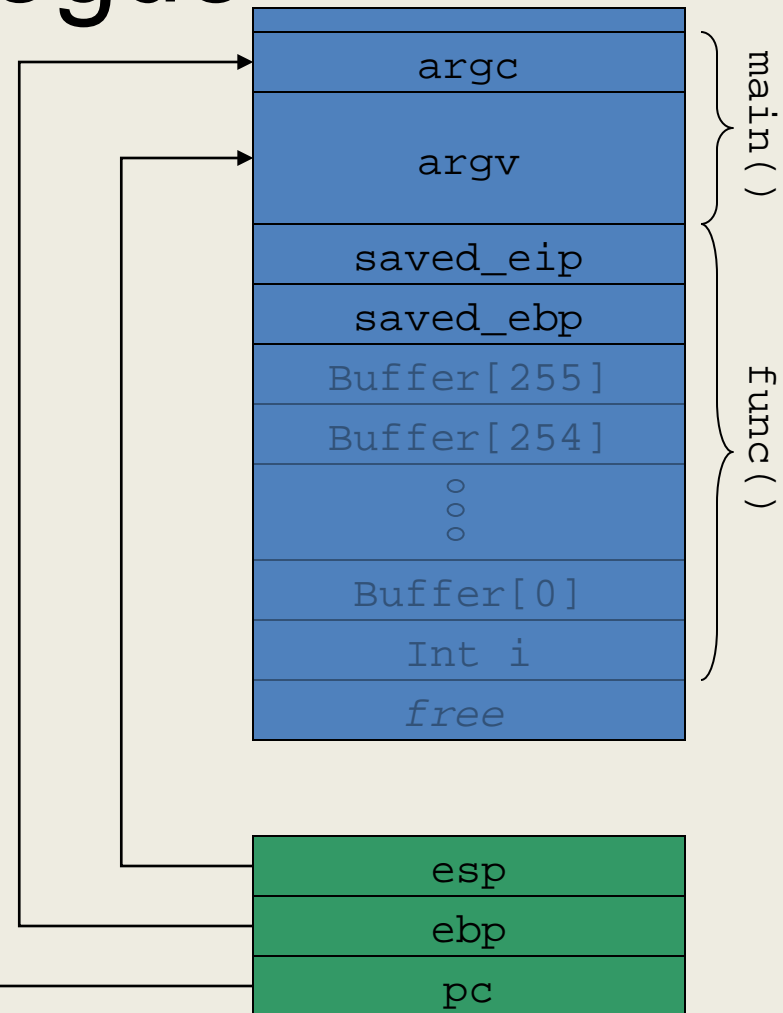 argc
argv
saved_eip
saved_ebp
Buffer[255]
Buffer[254]
Buffer[0]
Int i
free
main()
func()
esp
ebp
pc